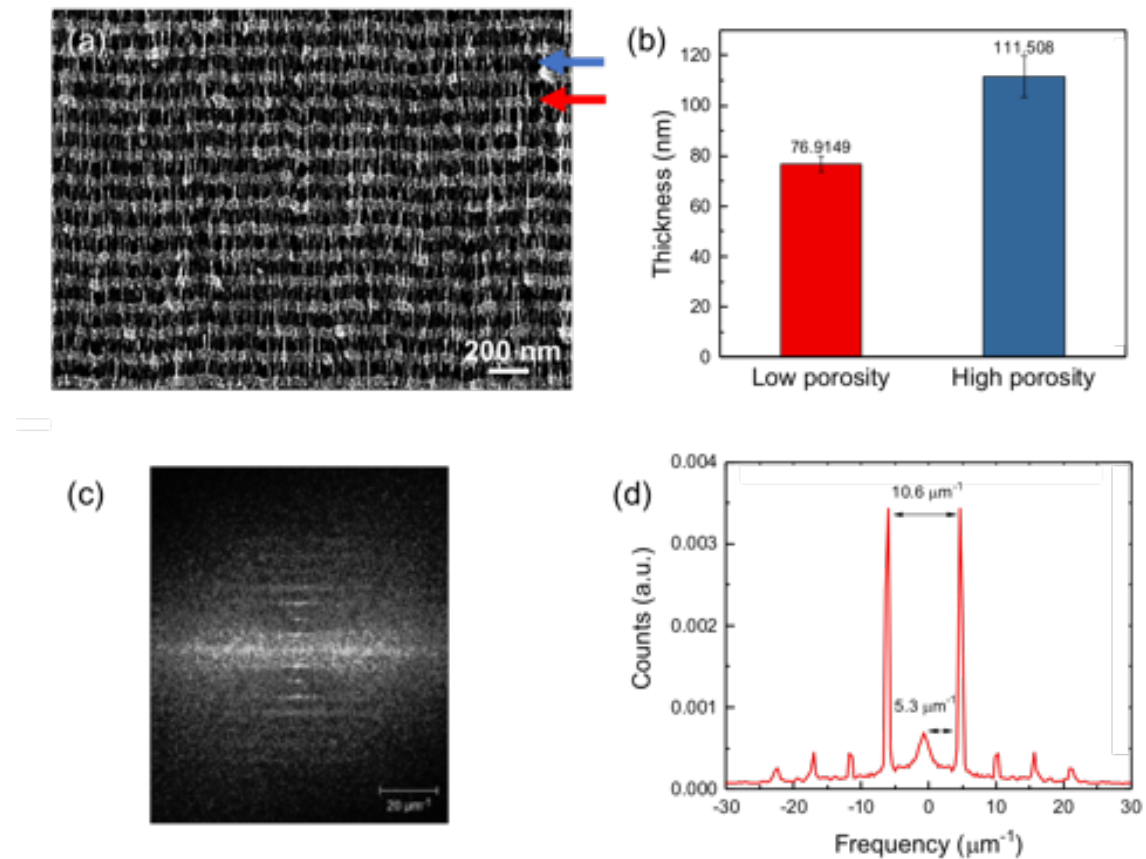 (a)
200 nm
(b)
Thickness (nm)
120
100
80
60
40
20
0
76.9149
111.508
Low porosity
High porosity
(c)
20 µm⁻¹
(d)
Counts (a.u.)
0.004
0.003
0.002
0.001
0.000
10.6 µm⁻¹
5.3 µm⁻¹
-30
-20
-10
0
10
20
30
Frequency (µm⁻¹)